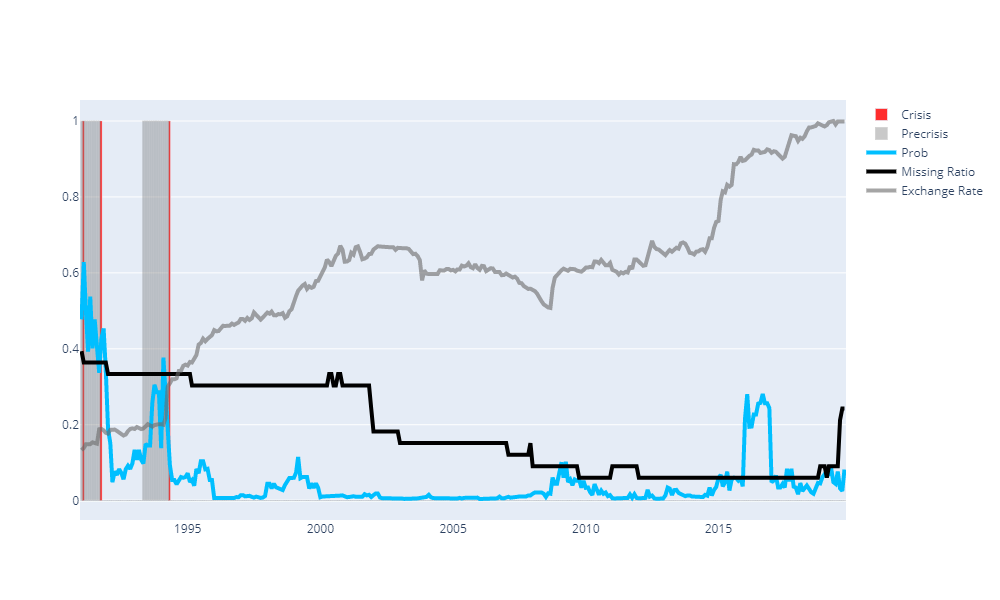 1
0.8
0.6
0.4
0.2
0
1995
2000
2005
2010
2015
Crisis
Precrisis
Prob
Missing Ratio
Exchange Rate